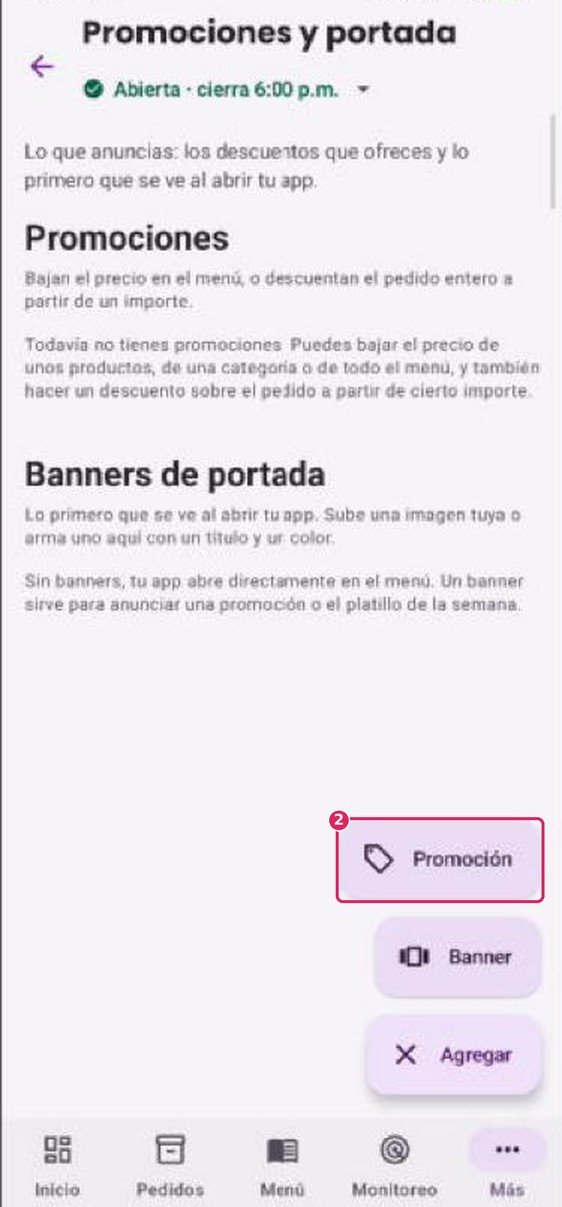 Promociones y portada
Abierta · cierra 6:00 p.m.
Lo que anuncias: los descuentos que ofreces y lo
primero que se ve al abrir tu app.
Promociones
Bajan el precio en el menú, o descuentan el pedido entero a
partir de un importe.
Todavía no tienes promociones Puedes bajar el precio de
unos productos, de una categoría o de todo el menú, y también
hacer un descuento sobre el pedido a partir de cierto importe.
Banners de portada
Lo primero que se ve al abrir tu app. Sube una imagen tuya o
arma uno aquí con un título y un color.
Sin banners, tu app abre directamente en el menú. Un banner
sirve para anunciar una promoción o el platillo de la semana.
2
Promoción
Banner
Agregar
Inicio Pedidos Menú Monitoreo Más